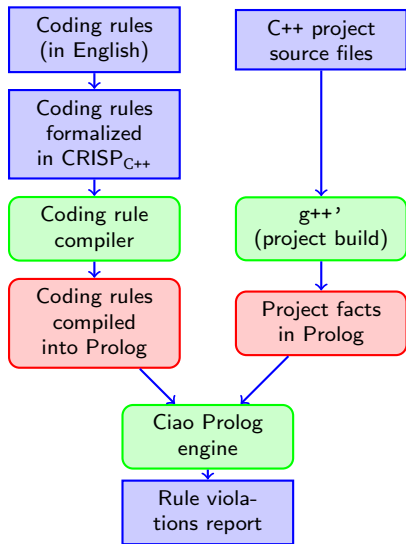 Coding rules
(in English)
C++ project
source files
Coding rules
formalized
in CRISPC++
Coding rule
compiler
g++’
(project build)
Coding rules
compiled
into Prolog
Project facts
in Prolog
Ciao Prolog
engine
Rule viola-
tions report